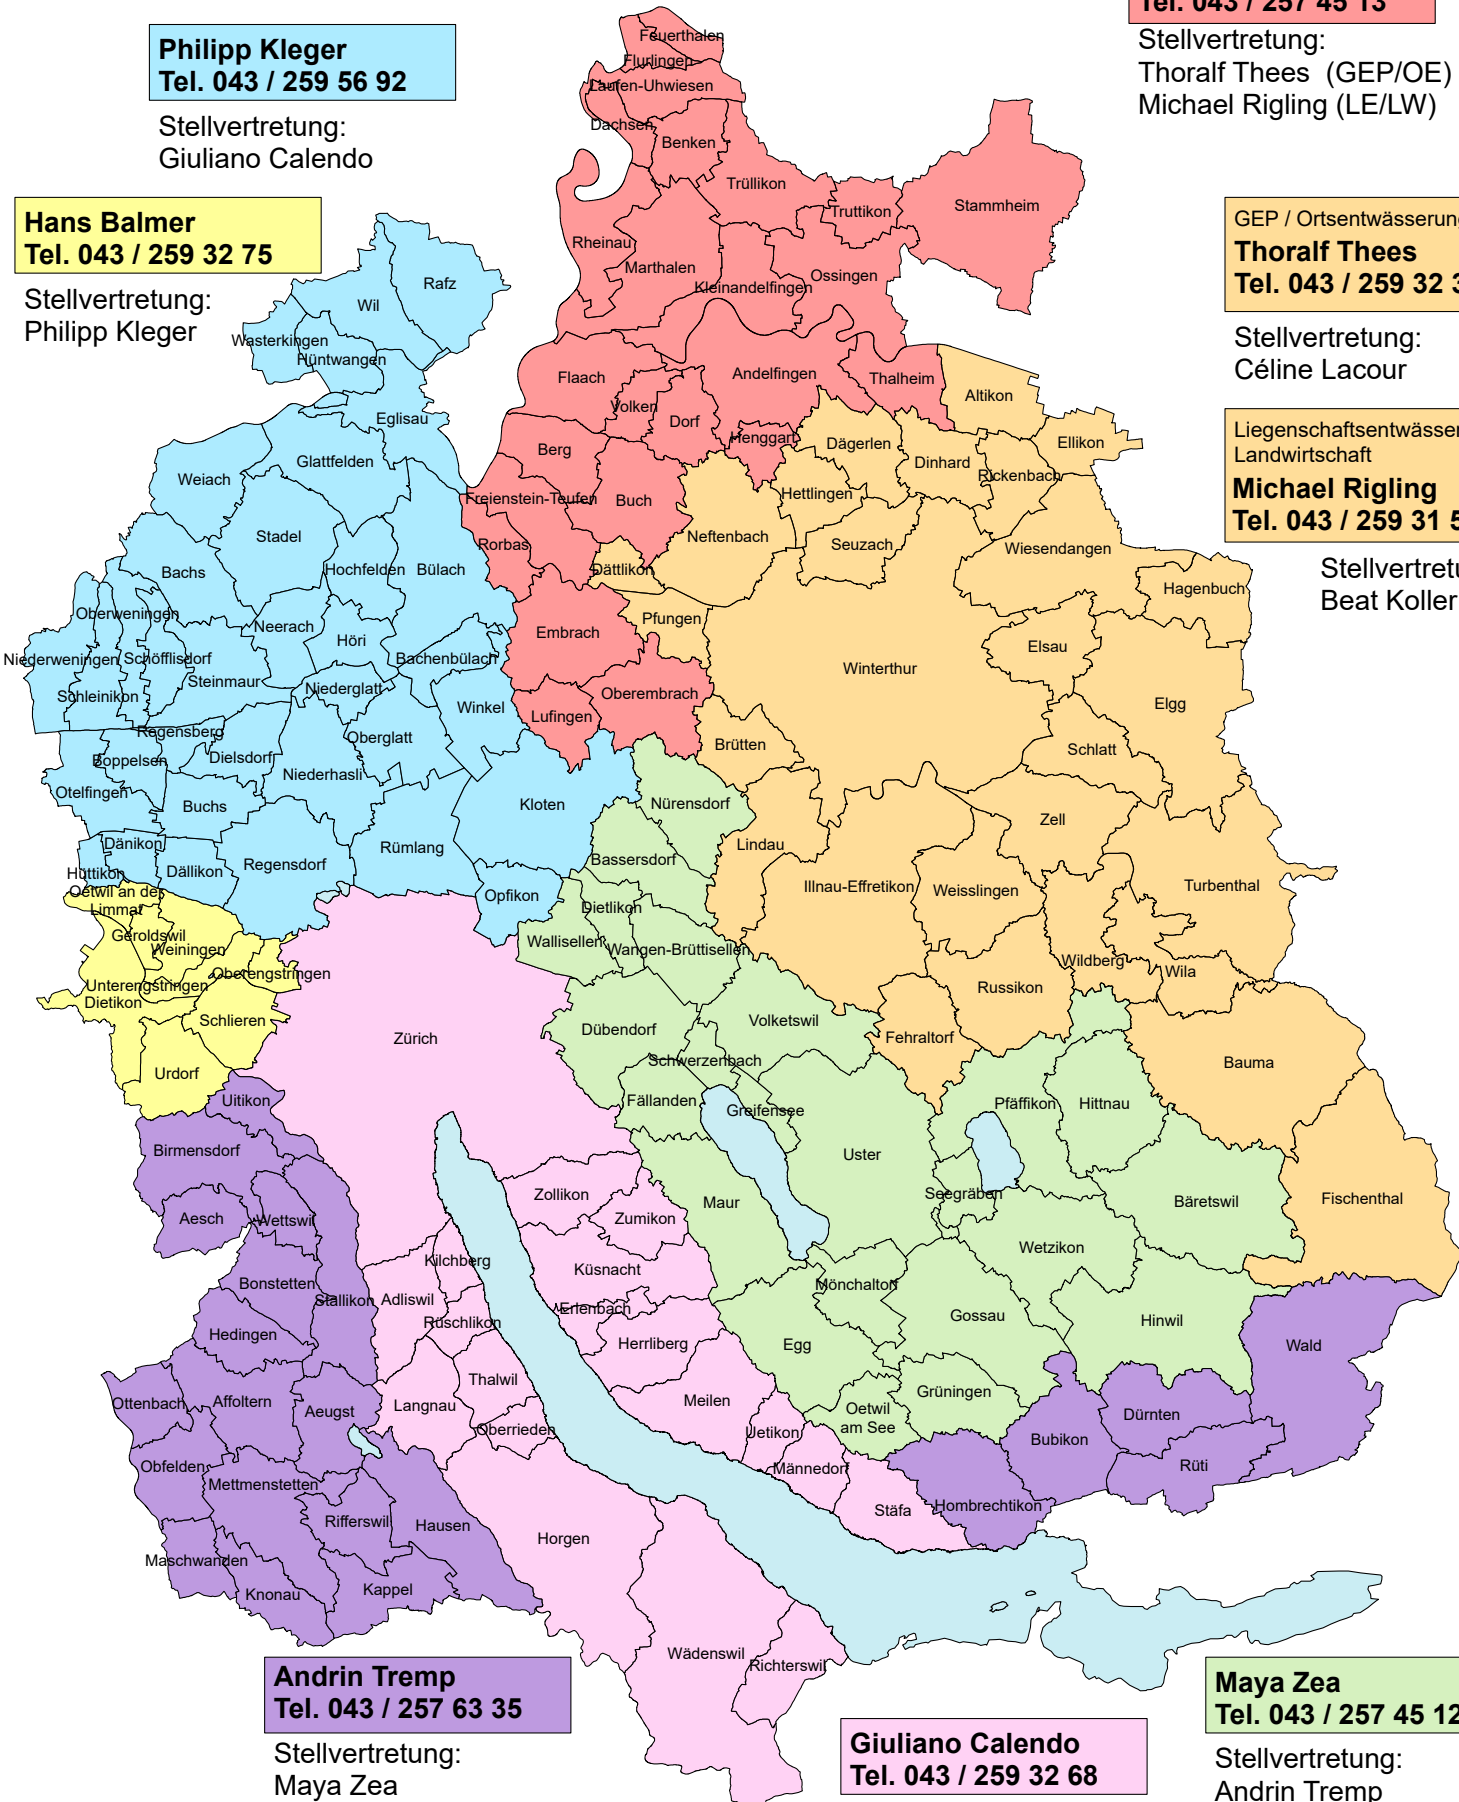 Tel. 043 / 257 45 13
Stellvertretung:
Thoralf Thees (GEP/OE)
Michael Rigling (LE/LW)
Philipp Kleger
Tel. 043 / 259 56 92
Stellvertretung:
Giuliano Calendo
Hans Balmer
Tel. 043 / 259 32 75
Stellvertretung:
Philipp Kleger
GEP / Ortsentwässerung
Thoralf Thees
Tel. 043 / 259 32 3
Stellvertretung:
Céline Lacour
Liegenschaftsentwässer
Landwirtschaft
Michael Rigling
Tel. 043 / 259 31 5
Stellvertretu
Beat Koller
Feuerthalen
Flurlingen
Laufen-Uhwiesen
Dachsen
Benken
Trüllikon
Truttikon
Stammheim
Rheinau
Marthalen
Kleinandelfingen
Ossingen
Rafz
Wil
Wasterkingen
Hüntwangen
Eglisau
Flaach
Volken
Dorf
Andelfingen
Thalheim
Altikon
Henggart
Dägerlen
Ellikon
Dinhard
Rickenbach
Berg
Glattfelden
Weiach
Freienstein-Teufen
Buch
Hettlingen
Stadel
Rorbas
Neftenbach
Seuzach
Wiesendangen
Bachs
Hochfelden
Bülach
Dättlikon
Hagenbuch
Oberweningen
Neerach
Höri
Pfungen
Embrach
Elsau
Niederweningen
Schöfflisdorf
Bachenbülach
Winterthur
Schleinikon
Steinmaur
Niederglatt
Oberembrach
Elgg
Winkel
Lufingen
Regensberg
Oberglatt
Brütten
Schlatt
Boppelsen
Dielsdorf
Niederhasli
Otelfingen
Buchs
Kloten
Nürensdorf
Zell
Dänikon
Rümlang
Lindau
Hüttikon
Dällikon
Regensdorf
Bassersdorf
Illnau-Effretikon
Weisslingen
Turbenthal
Oetwil an der
Limmat
Opfikon
Dietlikon
Geroldswil
Weiningen
Wallisellen
Wangen-Brüttisellen
Wildberg
Wila
Oberengstringen
Unterengstringen
Dietikon
Russikon
Schlieren
Zürich
Dübendorf
Volketswil
Fehraltorf
Schwerzenbach
Bauma
Urdorf
Uitikon
Fällanden
Greifensee
Pfäffikon
Hittnau
Birmensdorf
Uster
Zollikon
Maur
Seegräben
Bäretswil
Fischenthal
Aesch
Wettswil
Zumikon
Wetzikon
Kilchberg
Küsnacht
Bonstetten
Stallikon
Adliswil
Mönchaltorf
Erlenbach
Rüschlikon
Gossau
Hinwil
Hedingen
Herrliberg
Egg
Wald
Thalwil
Ottenbach
Affoltern
Aeugst
Langnau
Meilen
Grüningen
Oetwil
am See
Dürnten
Oberrieden
Uetikon
Bubikon
Obfelden
Männedorf
Rüti
Mettmenstetten
Rifferswil
Hausen
Stäfa
Hombrechtikon
Horgen
Maschwanden
Knonau
Kappel
Wädenswil
Richterswil
Andrin Tremp
Tel. 043 / 257 63 35
Stellvertretung:
Maya Zea
Giuliano Calendo
Tel. 043 / 259 32 68
Maya Zea
Tel. 043 / 257 45 12
Stellvertretung:
Andrin Tremp